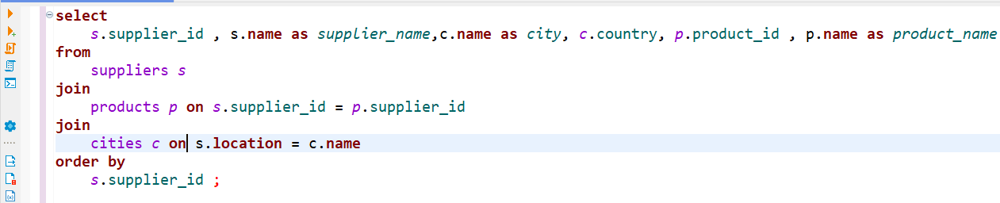 select
s.supplier_id , s.name as supplier_name,c.name as city, c.country, p.product_id , p.name as product_name
from
suppliers s
join
products p on s.supplier_id = p.supplier_id
join
cities c on s.location = c.name
order by
s.supplier_id ;